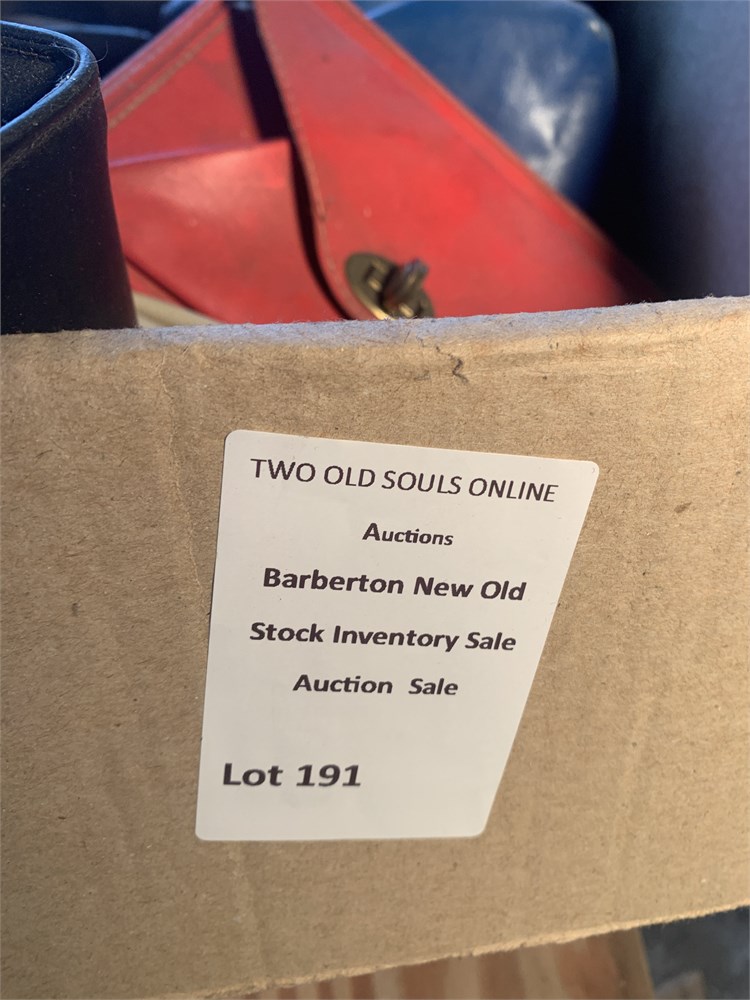 TWO OLD SOULS ONLINE
Auctions
Barberton New Old
Stock Inventory Sale
Auction Sale
Lot 191